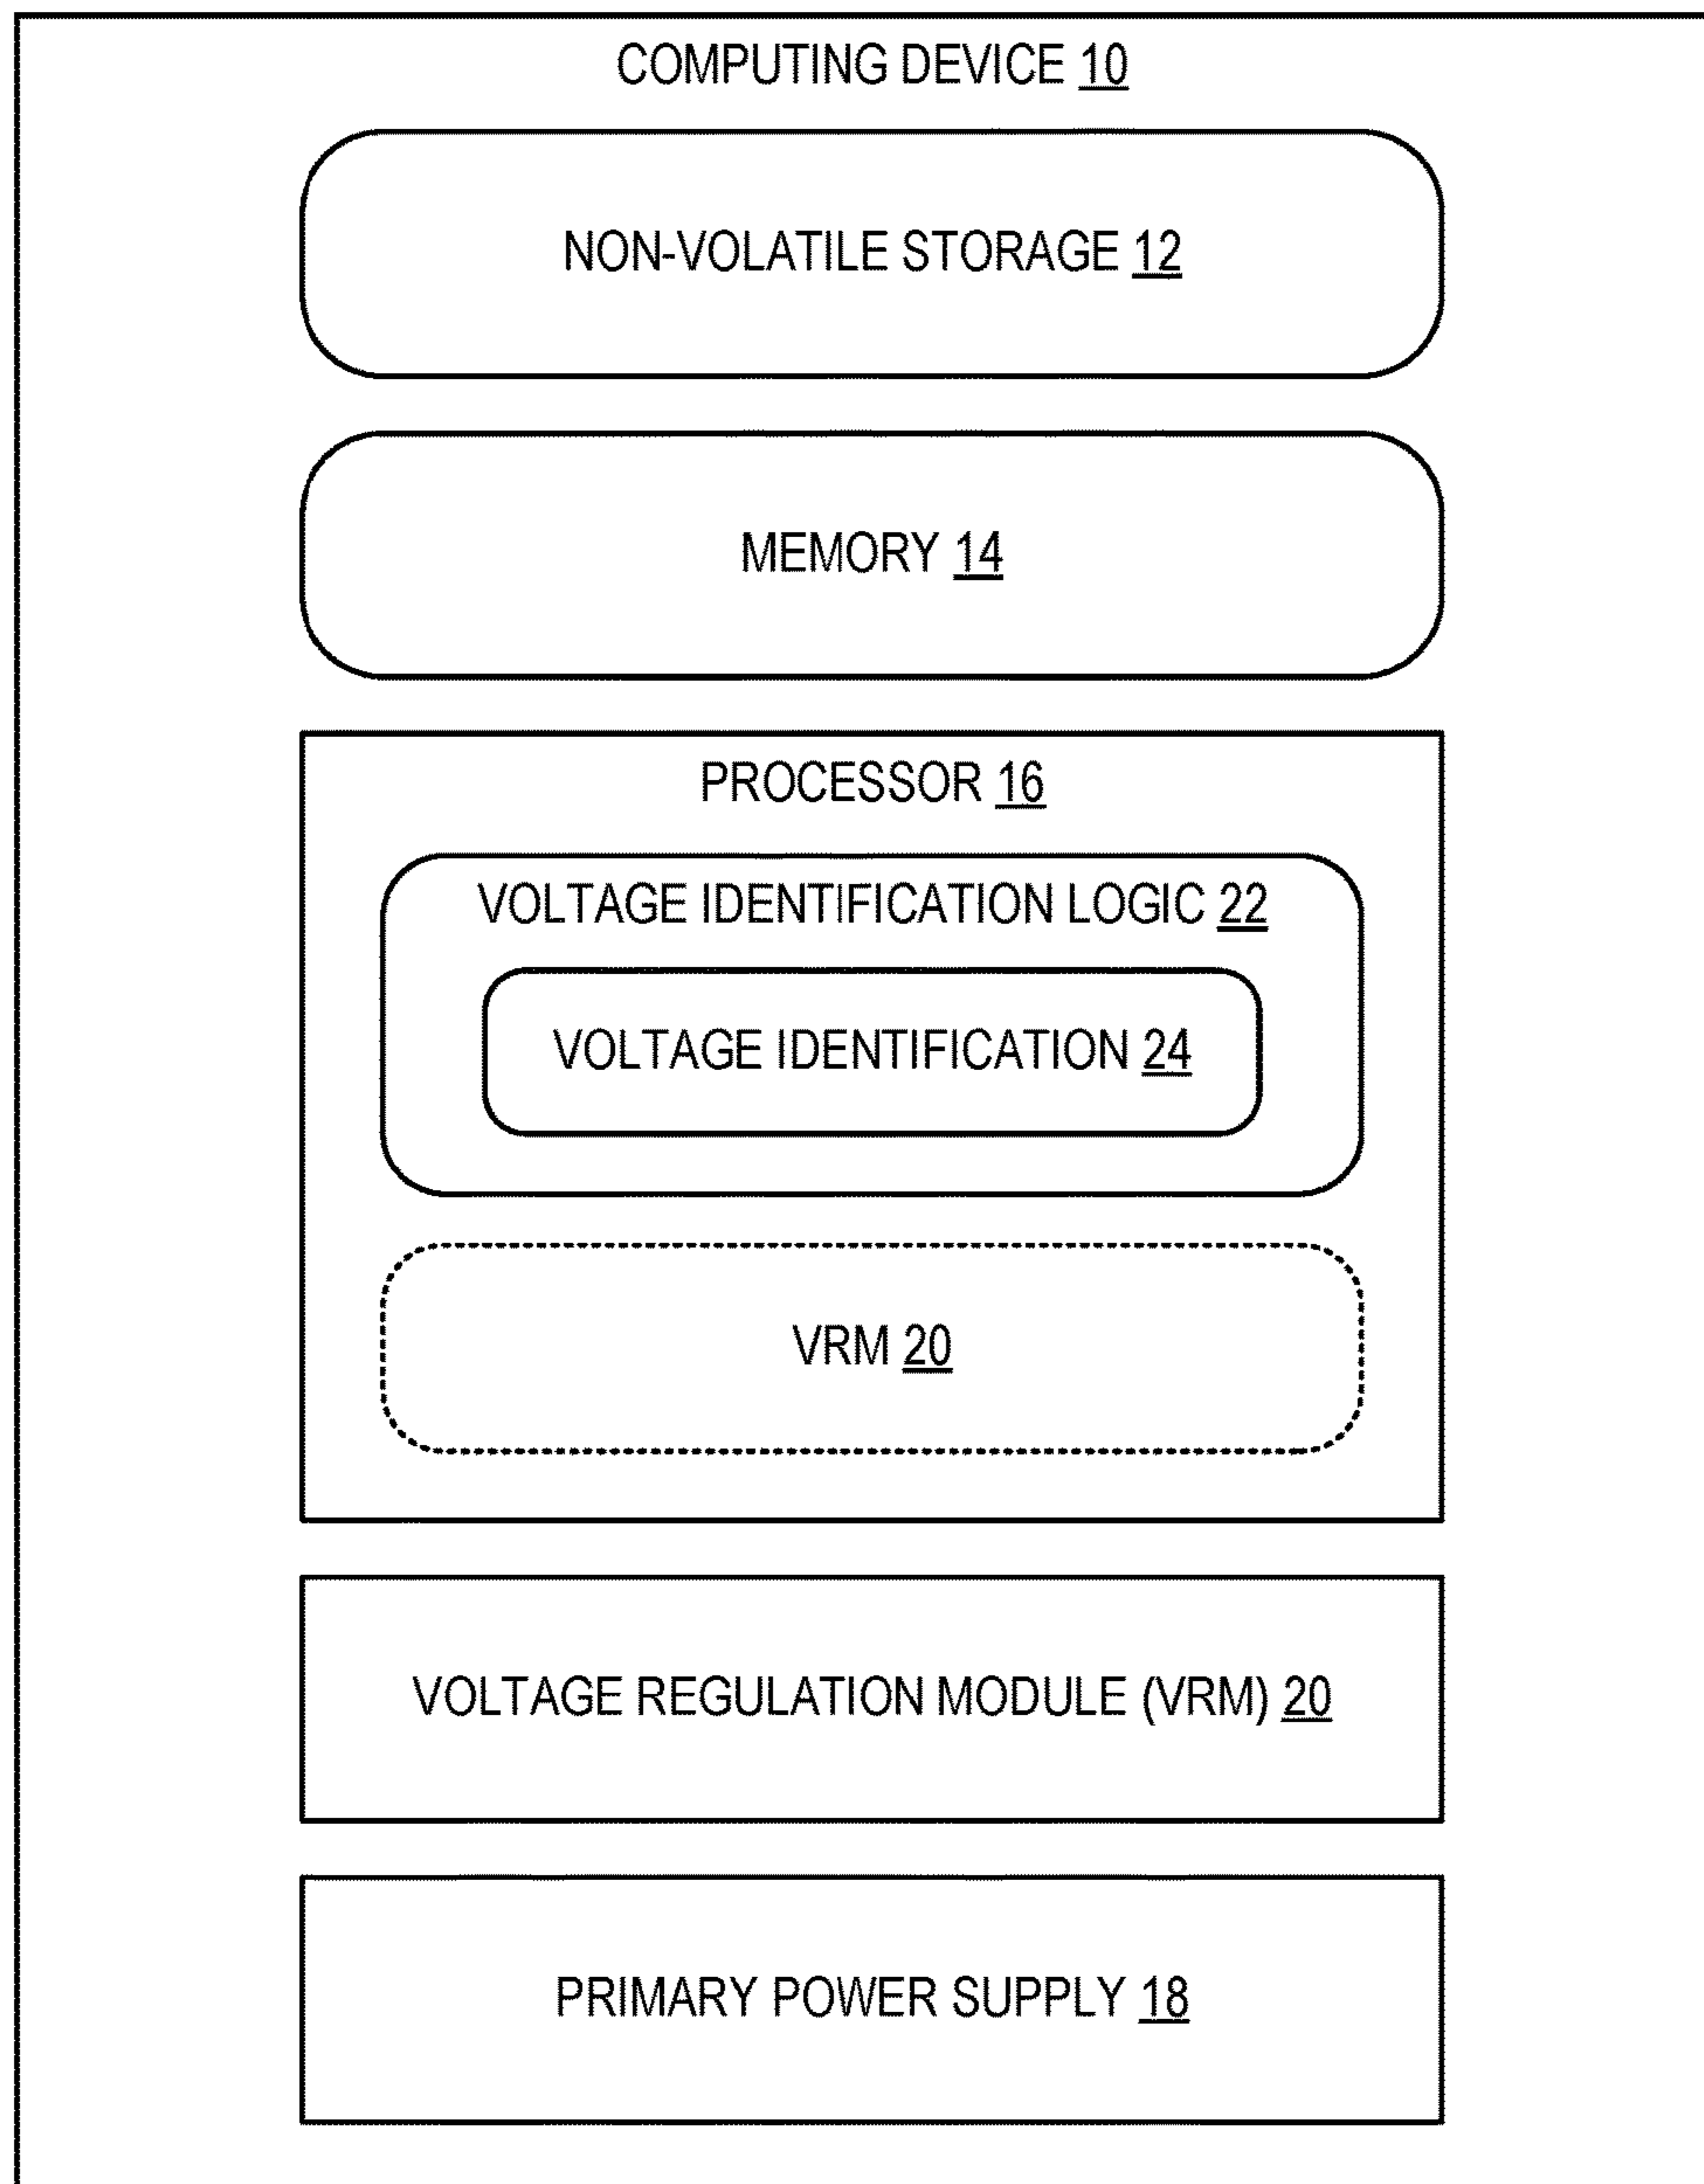 COMPUTING DEVICE 10
NON-VOLATILE STORAGE 12
MEMORY 14
PROCESSOR 16
VOLTAGE IDENTIFICATION LOGIC 22
VOLTAGE IDENTIFICATION 24
VRM 20
VOLTAGE REGULATION MODULE (VRM) 20
PRIMARY POWER SUPPLY 18